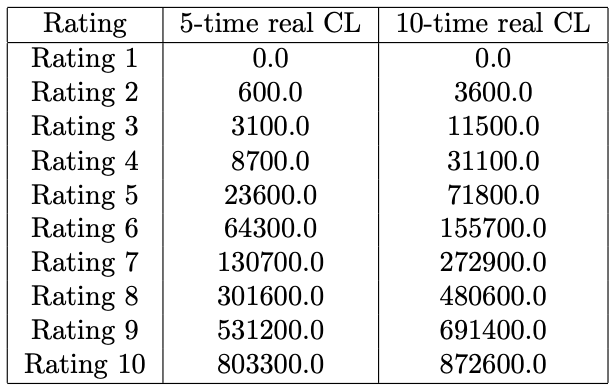 Rating 5-time real CL 10-time real CL
Rating 1 0.0 0.0
Rating 2 600.0 3600.0
Rating 3 3100.0 11500.0
Rating 4 8700.0 31100.0
Rating 5 23600.0 71800.0
Rating 6 64300.0 155700.0
Rating 7 130700.0 272900.0
Rating 8 301600.0 480600.0
Rating 9 531200.0 691400.0
Rating 10 803300.0 872600.0